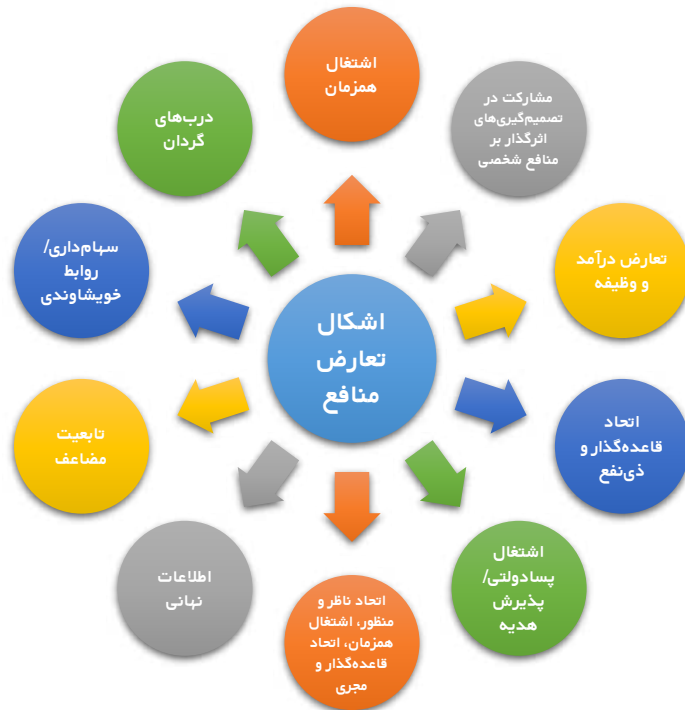 اشکال
تعارض
منافع
اشتغال
همزمان
مشارکت در
تصمیم‌گیری‌های
اثرگذار بر
منافع شخصی
تعارض درآمد
و وظیفه
اتحاد
قاعده‌گذار و
ذی‌نفع
اشتغال
پسادولتی/
پذیرش
هدیه
اتحاد ناظر و
منظور، اشتغال
همزمان، اتحاد
قاعده‌گذار و
مجری
اطلاعات
نهانی
تابعیت
مضاعف
سهام‌داری/
روابط
خویشاوندی
درب‌های
گردان